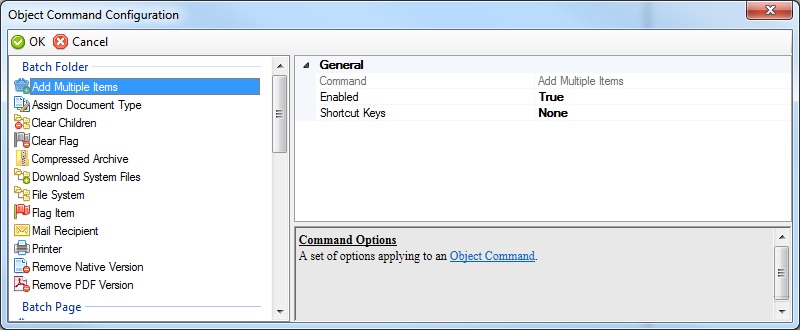 Object Command Configuration
OK Cancel
Batch Folder
Add Multiple Items
Assign Document Type
Clear Children
Clear Flag
Compressed Archive
Download System Files
File System
Flag Item
Mail Recipient
Printer
Remove Native Version
Remove PDF Version
Batch Page
General
Command Add Multiple Items
Enabled True
Shortcut Keys None
Command Options
A set of options applying to an Object Command.